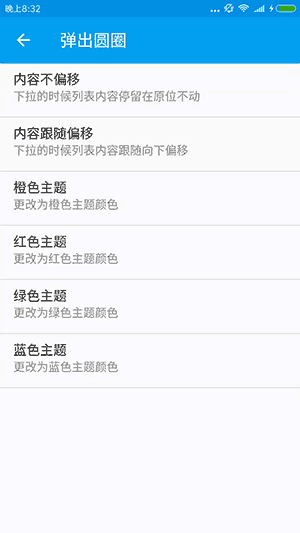 晚上8:32
弹出圆圈
内容不偏移
下拉的时候列表内容停留在原位不动
内容跟随偏移
下拉的时候列表内容跟随向下偏移
橙色主题
更改为橙色主题颜色
红色主题
更改为红色主题颜色
绿色主题
更改为绿色主题颜色
蓝色主题
更改为蓝色主题颜色